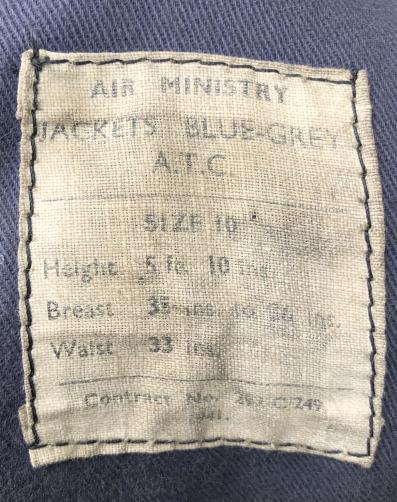 AIR MINISTRY
JACKETS BLUE-GREY
A.T.C.
SIZE 10
Height 5 ft. 10 ins.
Breast 35 ins. to 36 ins.
Waist 33 ins.
Contract No.